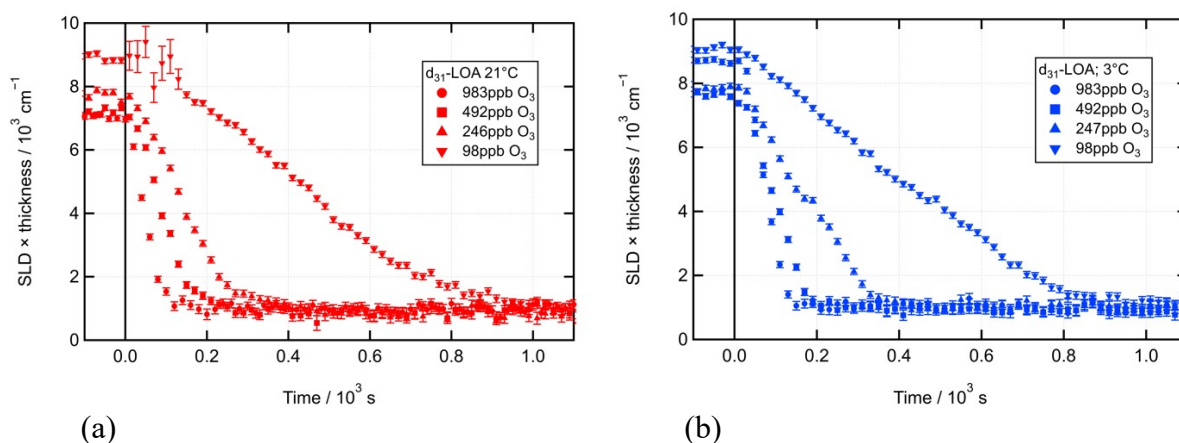 10
8
6
4
2
0
SLD × thickness / 10³ cm⁻¹
d₃₁-LOA 21°C
983ppb O₃
492ppb O₃
246ppb O₃
98ppb O₃
0.0 0.2 0.4 0.6 0.8 1.0
Time / 10³ s
(a)
10
8
6
4
2
0
SLD × thickness / 10³ cm⁻¹
d₃₁-LOA; 3°C
983ppb O₃
492ppb O₃
247ppb O₃
98ppb O₃
0.0 0.2 0.4 0.6 0.8 1.0
Time / 10³ s
(b)